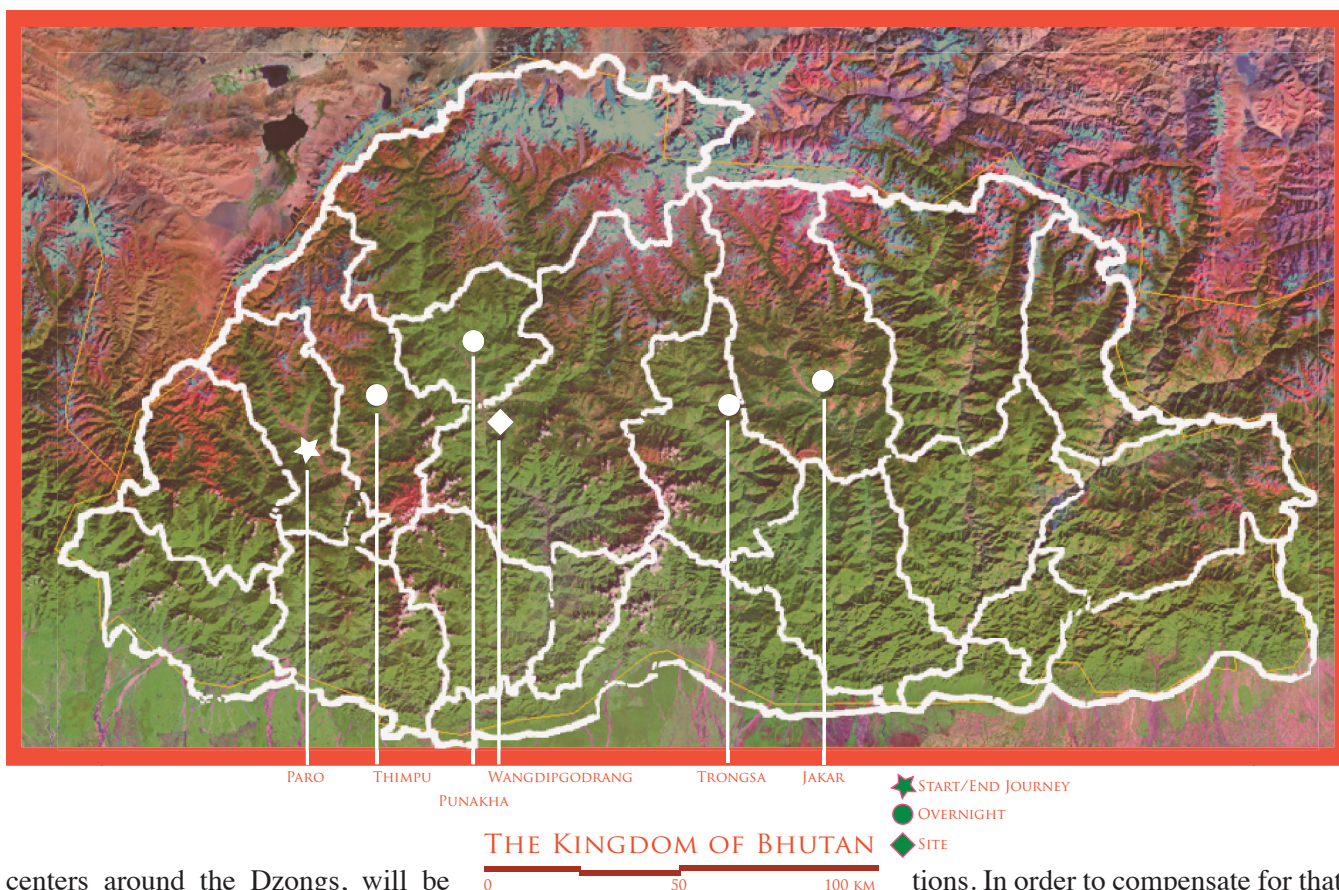 PARO THIMPU WANGDIPGODRANG TRONGSA JAKAR
PUNAKHA
START/END JOURNEY
OVERNIGHT
SITE
THE KINGDOM OF BHUTAN
0 50 100 KM
centers around the Dzongs, will be
tions. In order to compensate for that